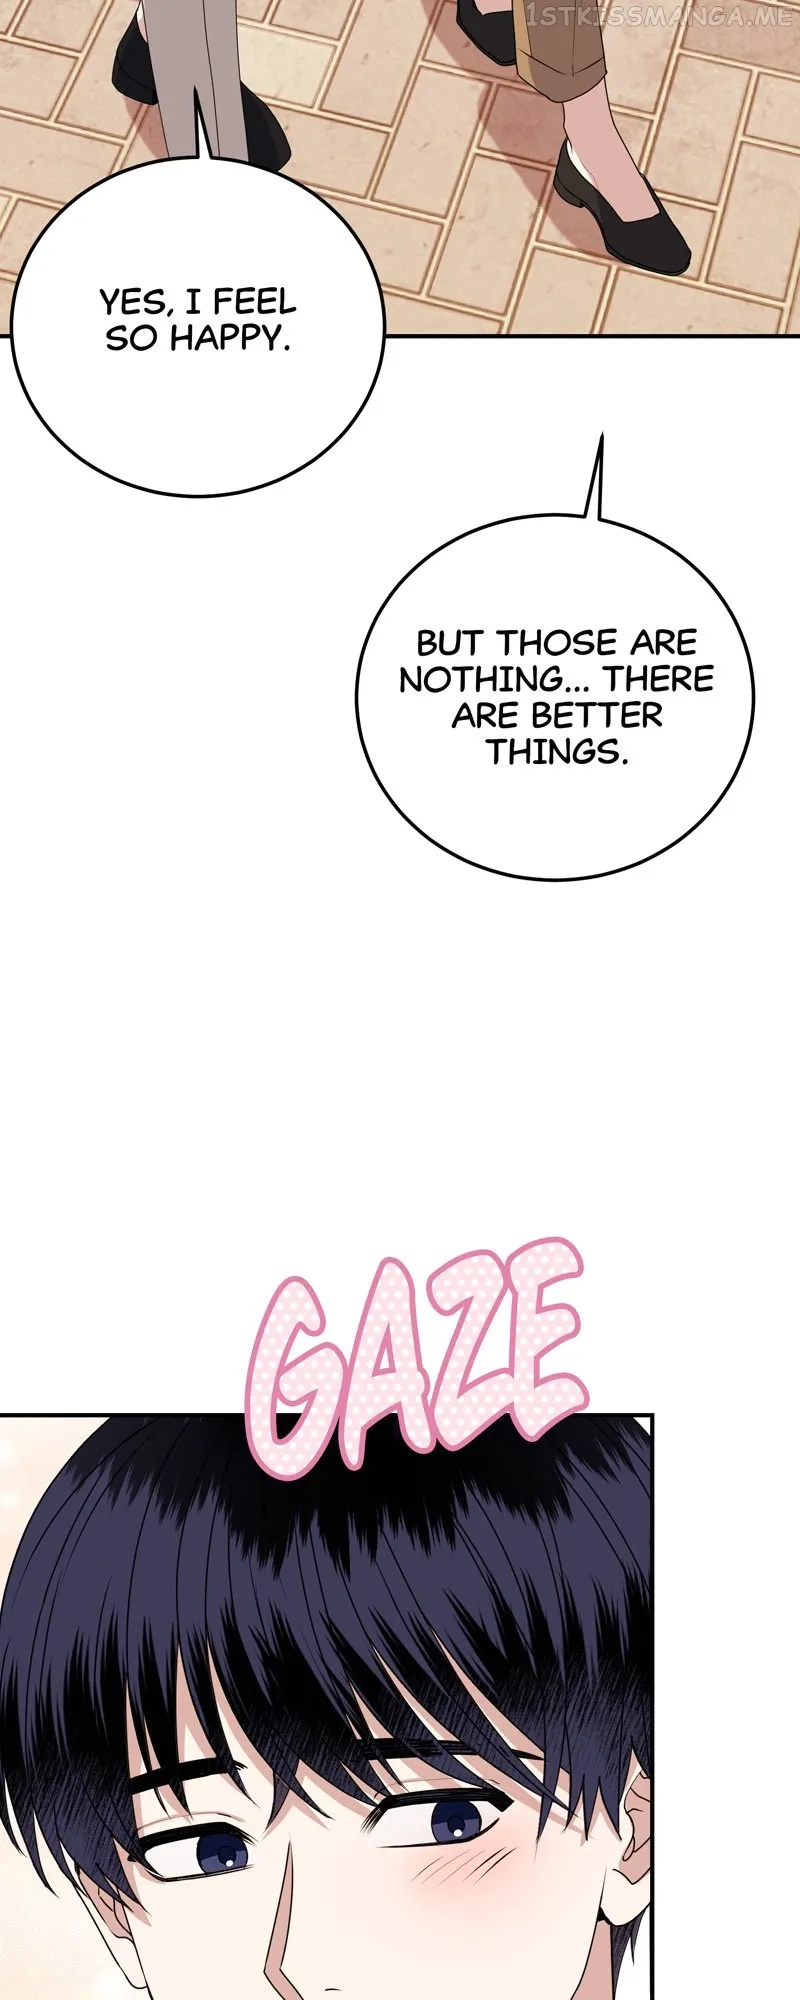 1STKISSMANGA.ME
YES, I FEEL
SO HAPPY.
BUT THOSE ARE
NOTHING... THERE
ARE BETTER
THINGS.
GAZE